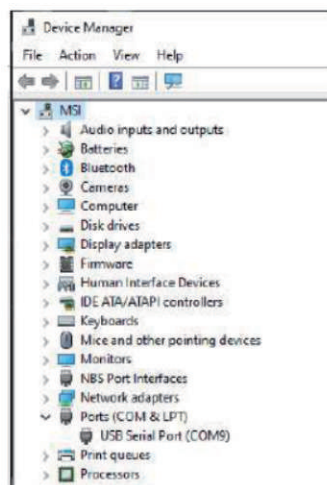 Device Manager
File Action View Help
MSI
Audio inputs and outputs
Batteries
Bluetooth
Cameras
Computer
Disk drives
Display adapters
Firmware
Human Interface Devices
IDE ATA/ATAPI controllers
Keyboards
Mice and other pointing devices
Monitors
NBS Port Interfaces
Network adapters
Ports (COM & LPT)
USB Serial Port (COM9)
Print queues
Processors